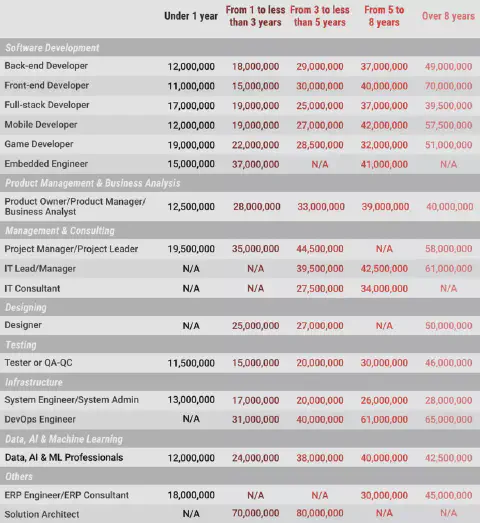 Under 1 year From 1 to less than 3 years From 3 to less than 5 years From 5 to 8 years Over 8 years
Software Development
Back-end Developer 12,000,000 18,000,000 29,000,000 37,000,000 49,000,000
Front-end Developer 11,000,000 15,000,000 30,000,000 40,000,000 70,000,000
Full-stack Developer 17,000,000 19,000,000 25,000,000 37,000,000 39,500,000
Mobile Developer 12,000,000 19,000,000 27,000,000 42,000,000 57,500,000
Game Developer 19,000,000 22,000,000 28,500,000 32,000,000 51,000,000
Embedded Engineer 15,000,000 37,000,000 N/A 41,000,000 N/A
Product Management & Business Analysis
Product Owner/Product Manager/
Business Analyst 12,500,000 28,000,000 33,000,000 39,000,000 40,000,000
Management & Consulting
Project Manager/Project Leader 19,500,000 35,000,000 44,500,000 N/A 58,000,000
IT Lead/Manager N/A N/A 39,500,000 42,500,000 61,000,000
IT Consultant N/A N/A 27,500,000 34,000,000 N/A
Designing
Designer N/A 25,000,000 27,000,000 N/A 50,000,000
Testing
Tester or QA-QC 11,500,000 15,000,000 20,000,000 30,000,000 46,000,000
Infrastructure
System Engineer/System Admin 13,000,000 17,000,000 20,000,000 26,000,000 28,000,000
DevOps Engineer N/A 31,000,000 40,000,000 61,000,000 65,000,000
Data, AI & Machine Learning
Data, AI & ML Professionals 12,000,000 24,000,000 38,000,000 40,000,000 42,500,000
Others
ERP Engineer/ERP Consultant 18,000,000 N/A N/A 30,000,000 45,000,000
Solution Architect N/A 70,000,000 80,000,000 N/A N/A